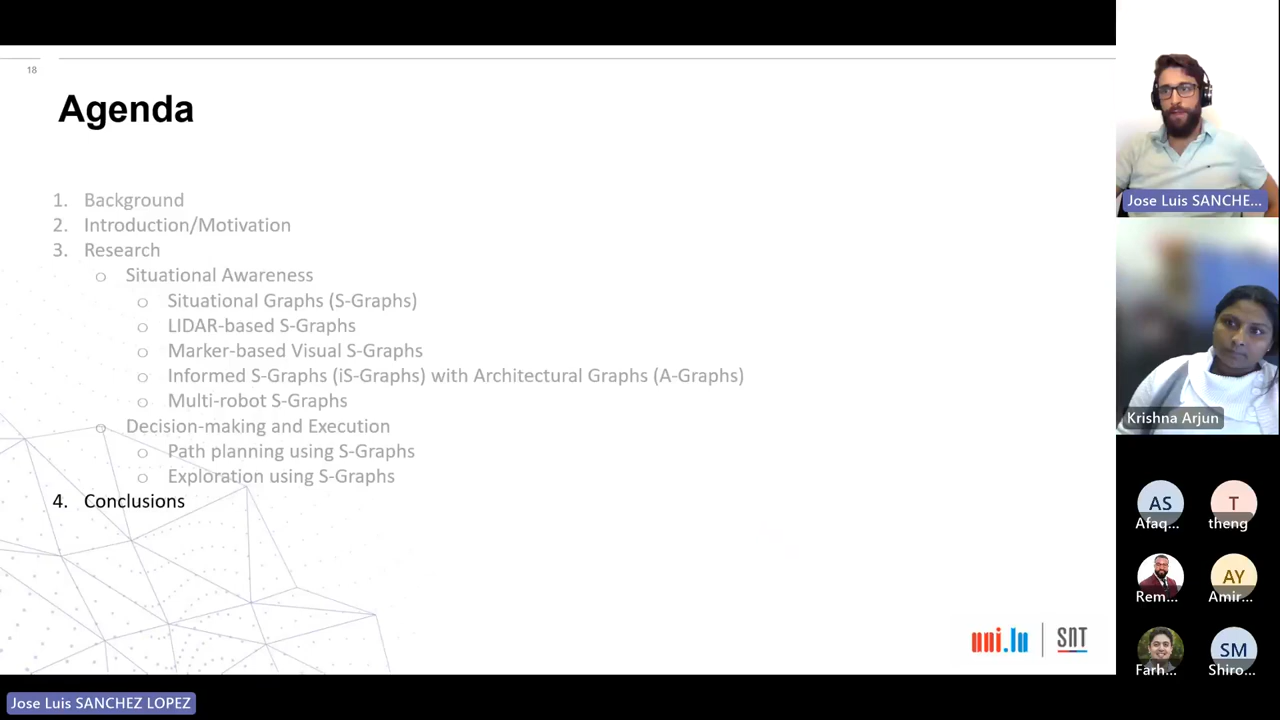 18
Agenda
1. Background
2. Introduction/Motivation
3. Research
o Situational Awareness
o Situational Graphs (S-Graphs)
o LIDAR-based S-Graphs
o Marker-based Visual S-Graphs
o Informed S-Graphs (iS-Graphs) with Architectural Graphs (A-Graphs)
o Multi-robot S-Graphs
o Decision-making and Execution
o Path planning using S-Graphs
o Exploration using S-Graphs
4. Conclusions
uni.lu
SNT
Jose Luis SANCHEZ LOPEZ
Jose Luis SANCHE...
Krishna Arjun
AS
Afaq...
T
theng
Rem...
AY
Amir...
Farh...
SM
Shiro...